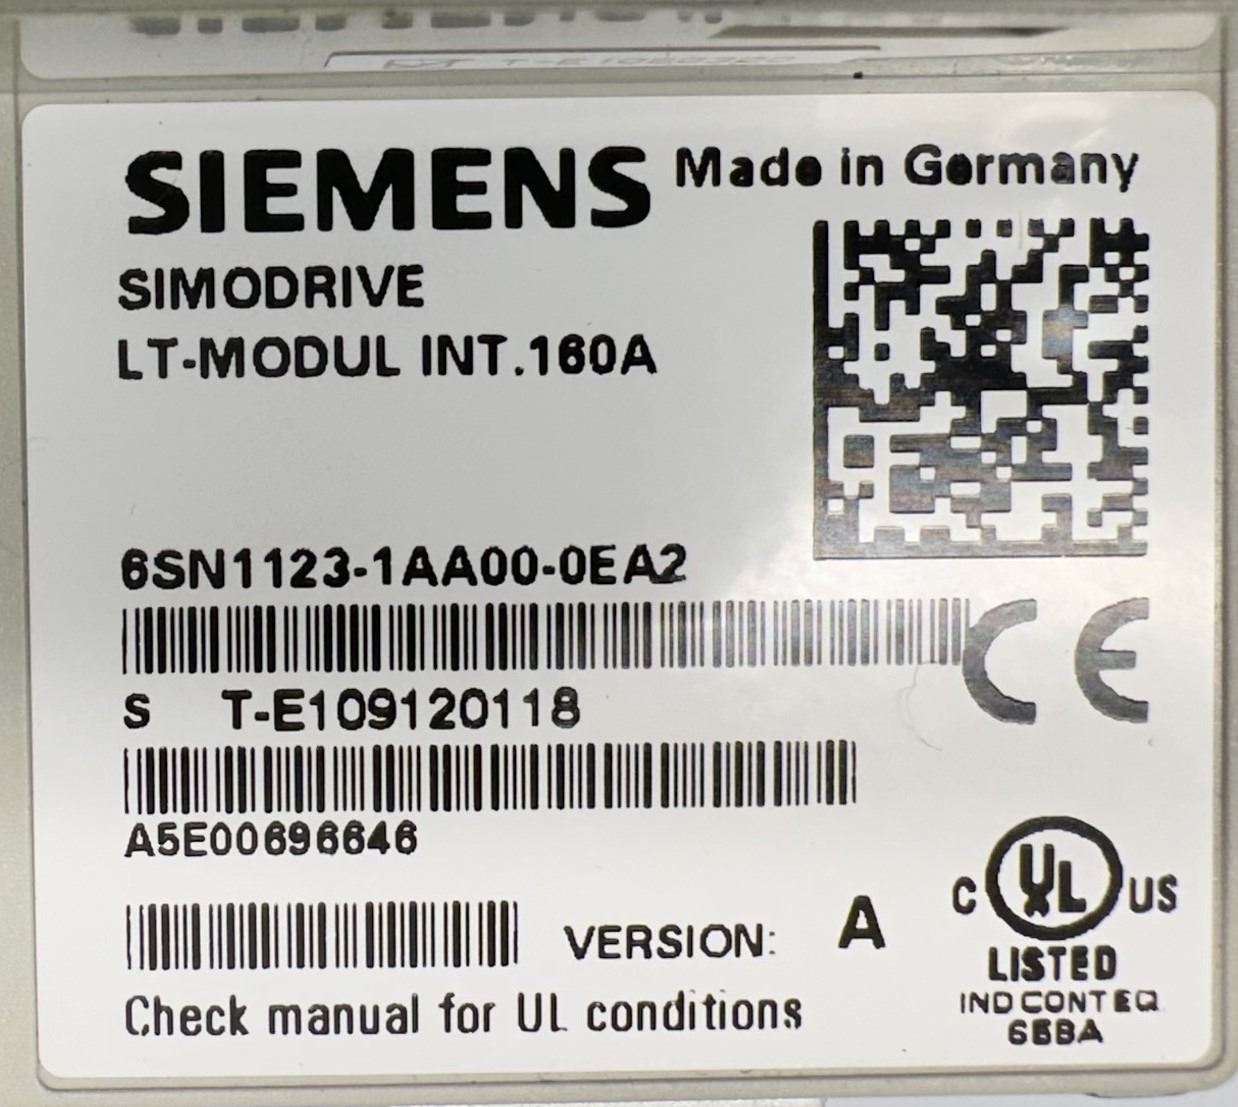 SIEMENS Made in Germany
SIMODRIVE
LT-MODUL INT.160A
6SN1123-1AA00-0EA2
CE
S T-E109120118
A5E00696646
VERSION: A
C UL US
LISTED
IND CONT EQ
Check manual for UL conditions